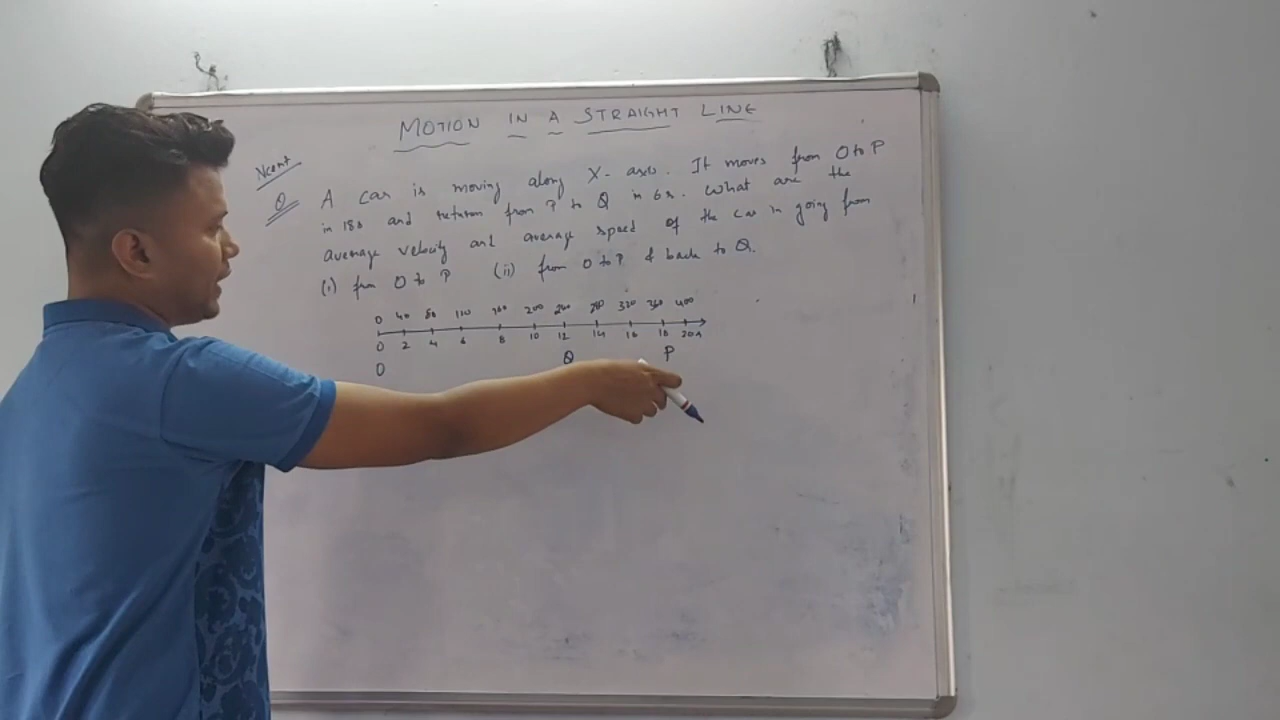 MOTION IN A STRAIGHT LINE
Ncert
Q A car is moving along X-axis. It moves from O to P
in 18s and return from P to Q in 6s. What are the
average velocity and average speed of the car in going from
(i) from O to P (ii) from O to P & back to Q.
0 40 80 120 160 200 240 280 320 360 400
0 2 4 6 8 10 12 14 16 18 20
O Q P